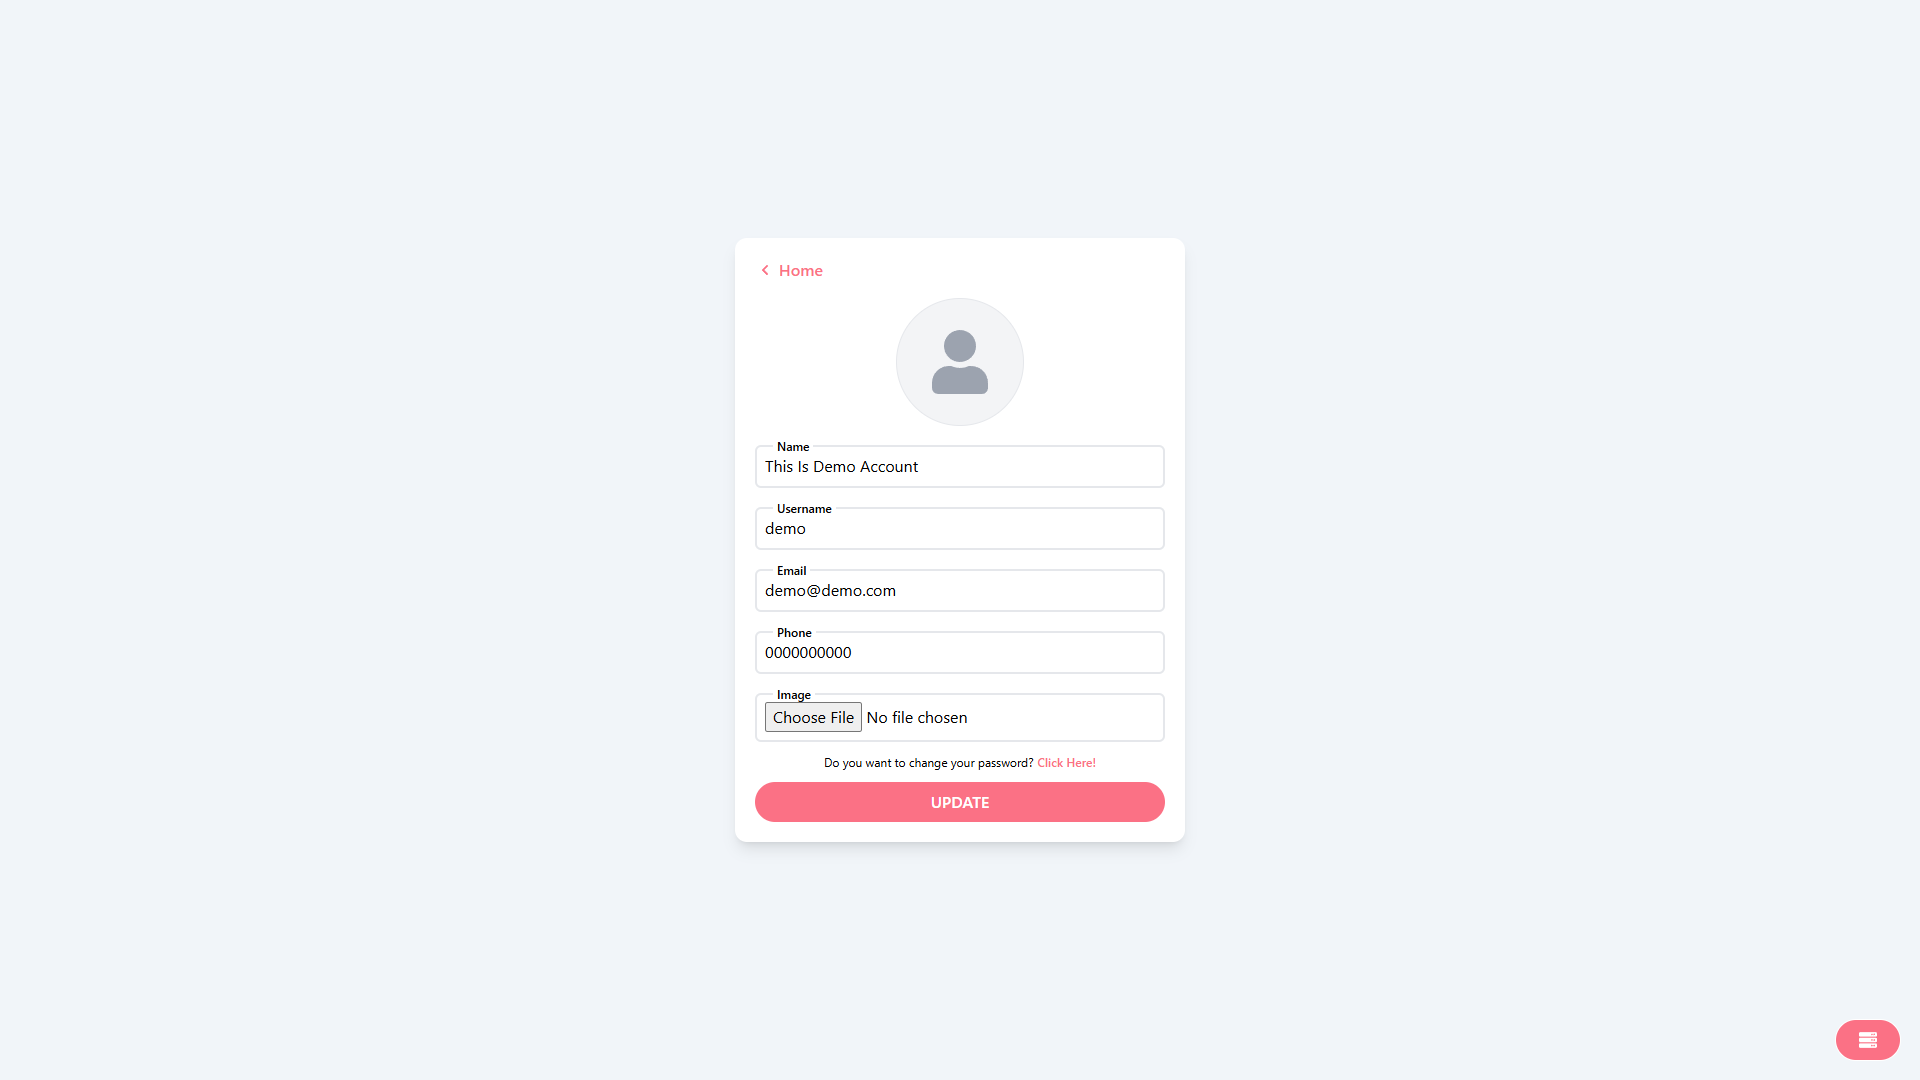 Home
Name
This Is Demo Account
Username
demo
Email
demo@demo.com
Phone
0000000000
Image
Choose File No file chosen
Do you want to change your password? Click Here!
UPDATE